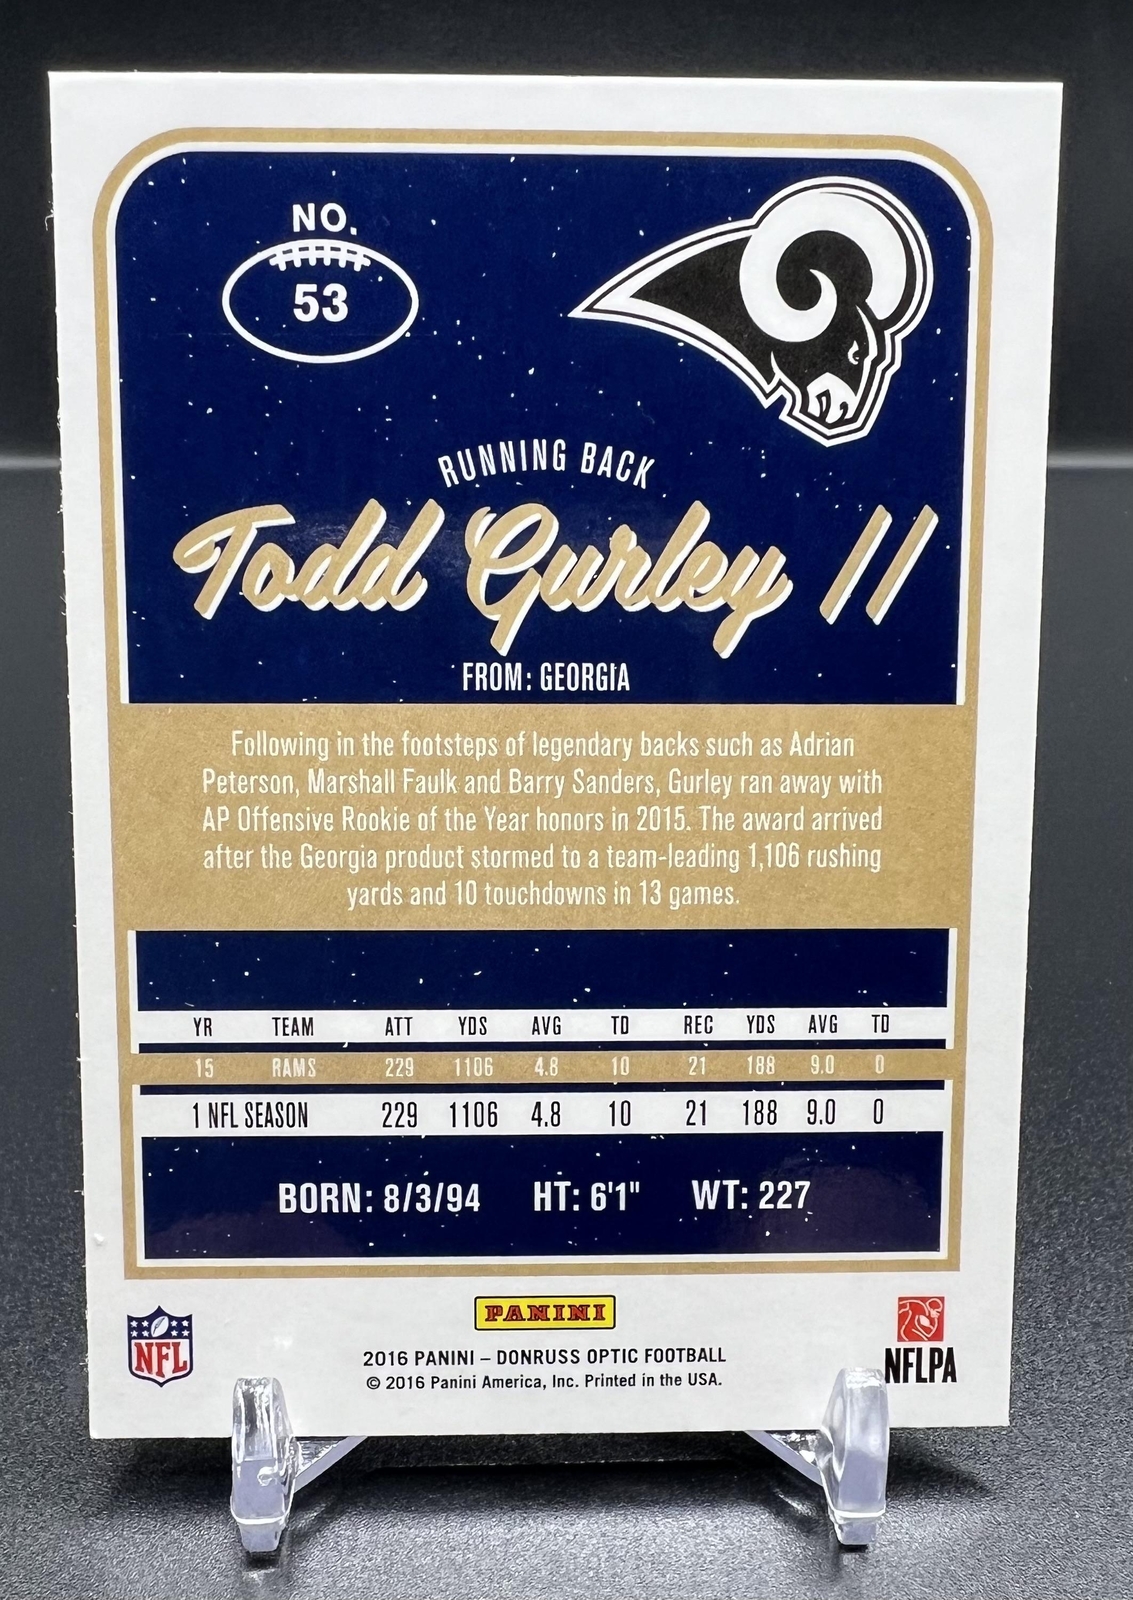 NO.
53
RUNNING BACK
Todd Gurley II
FROM: GEORGIA
Following in the footsteps of legendary backs such as Adrian
Peterson, Marshall Faulk and Barry Sanders, Gurley ran away with
AP Offensive Rookie of the Year honors in 2015. The award arrived
after the Georgia product stormed to a team-leading 1,106 rushing
yards and 10 touchdowns in 13 games.
YR TEAM ATT YDS AVG TD REC YDS AVG TD
15 RAMS 229 1106 4.8 10 21 188 9.0 0
1 NFL SEASON 229 1106 4.8 10 21 188 9.0 0
BORN: 8/3/94 HT: 6'1" WT: 227
NFL
PANINI
NFLPA
2016 PANINI – DONRUSS OPTIC FOOTBALL
© 2016 Panini America, Inc. Printed in the USA.